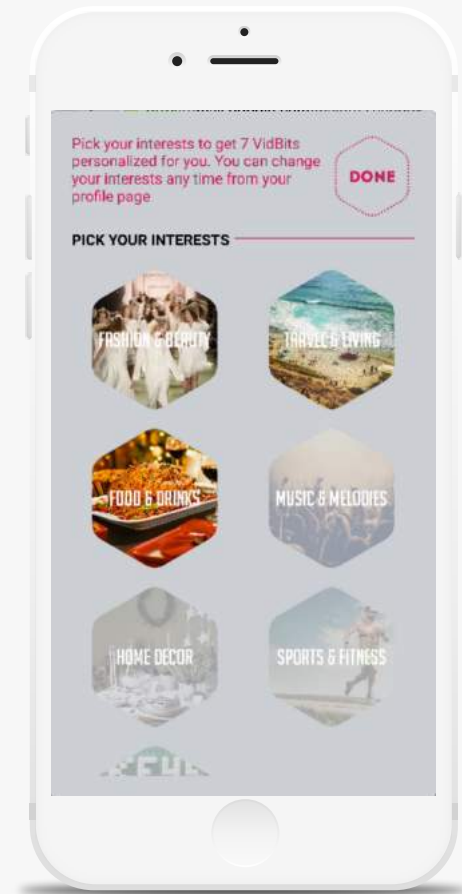 Pick your interests to get 7 VidBits
personalized for you. You can change
your interests any time from your
profile page
DONE
PICK YOUR INTERESTS
FASHION & BEAUTY
TRAVEL & LIVING
FOOD & DRINKS
MUSIC & MELODIES
HOME DECOR
SPORTS & FITNESS